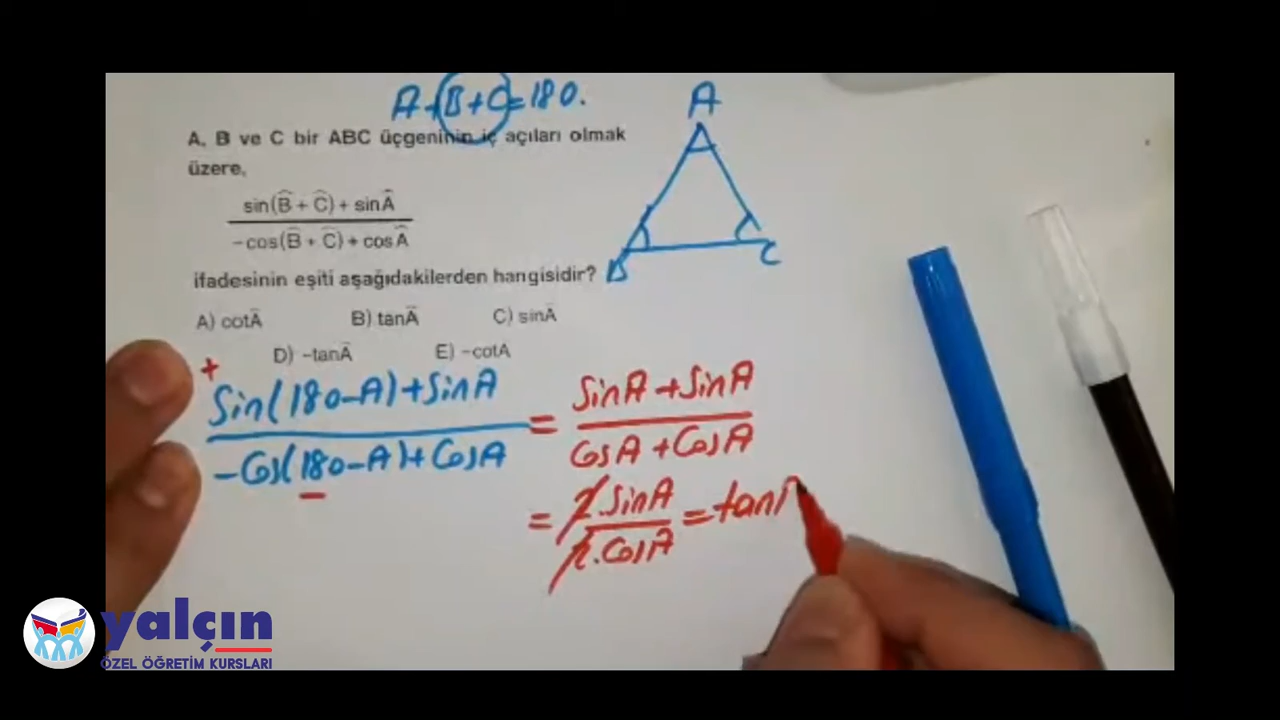 A+B+C=180.
A
A, B ve C bir ABC üçgeninin iç açıları olmak
üzere,
sin(B̂ + Ĉ) + sinÂ
-cos(B̂ + Ĉ) + cosÂ
ifadesinin eşiti aşağıdakilerden hangisidir?
B
C
A) cotÂ B) tanÂ C) sinÂ
D) -tanÂ E) -cotA
+
Sin(180-A)+SinA = SinA+SinA
-Cos(180-A)+CosA CosA+CosA
= 2.SinA = tan
2.CosA
yalçın
ÖZEL ÖĞRETİM KURSLARI